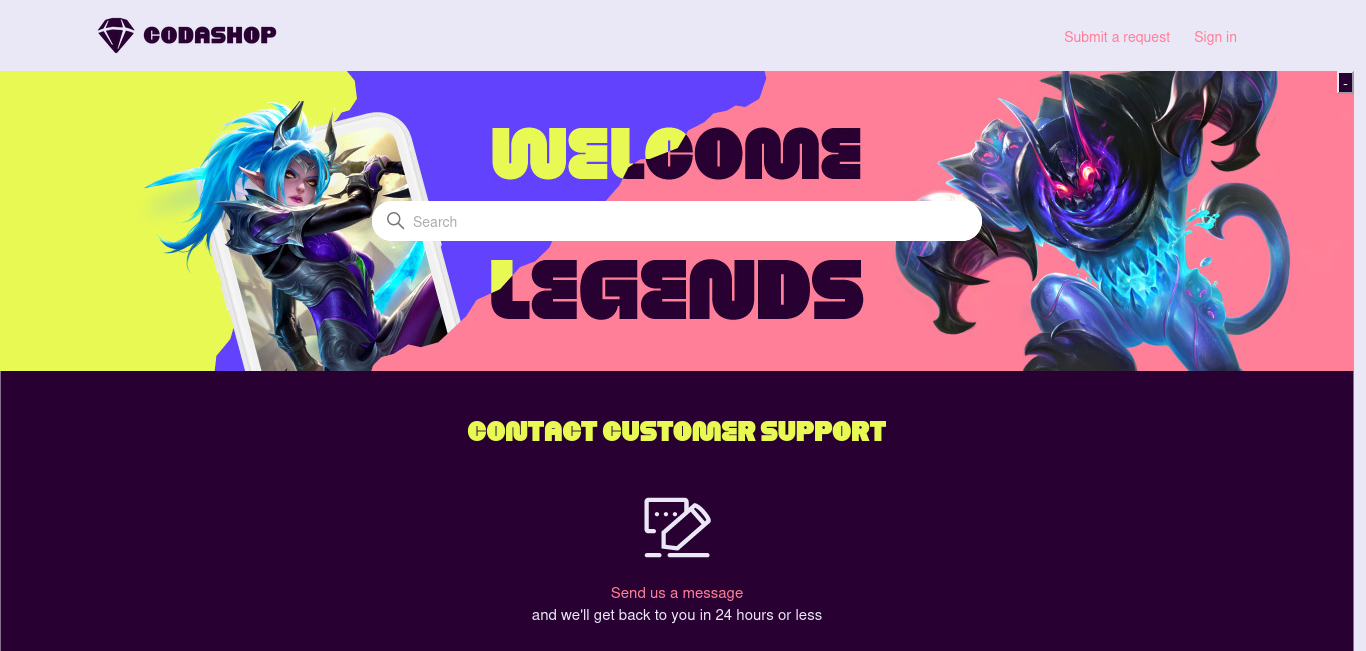 CODASHOP
Submit a request
Sign in
-
WELCOME
Search
LEGENDS
CONTACT CUSTOMER SUPPORT
Send us a message
and we'll get back to you in 24 hours or less